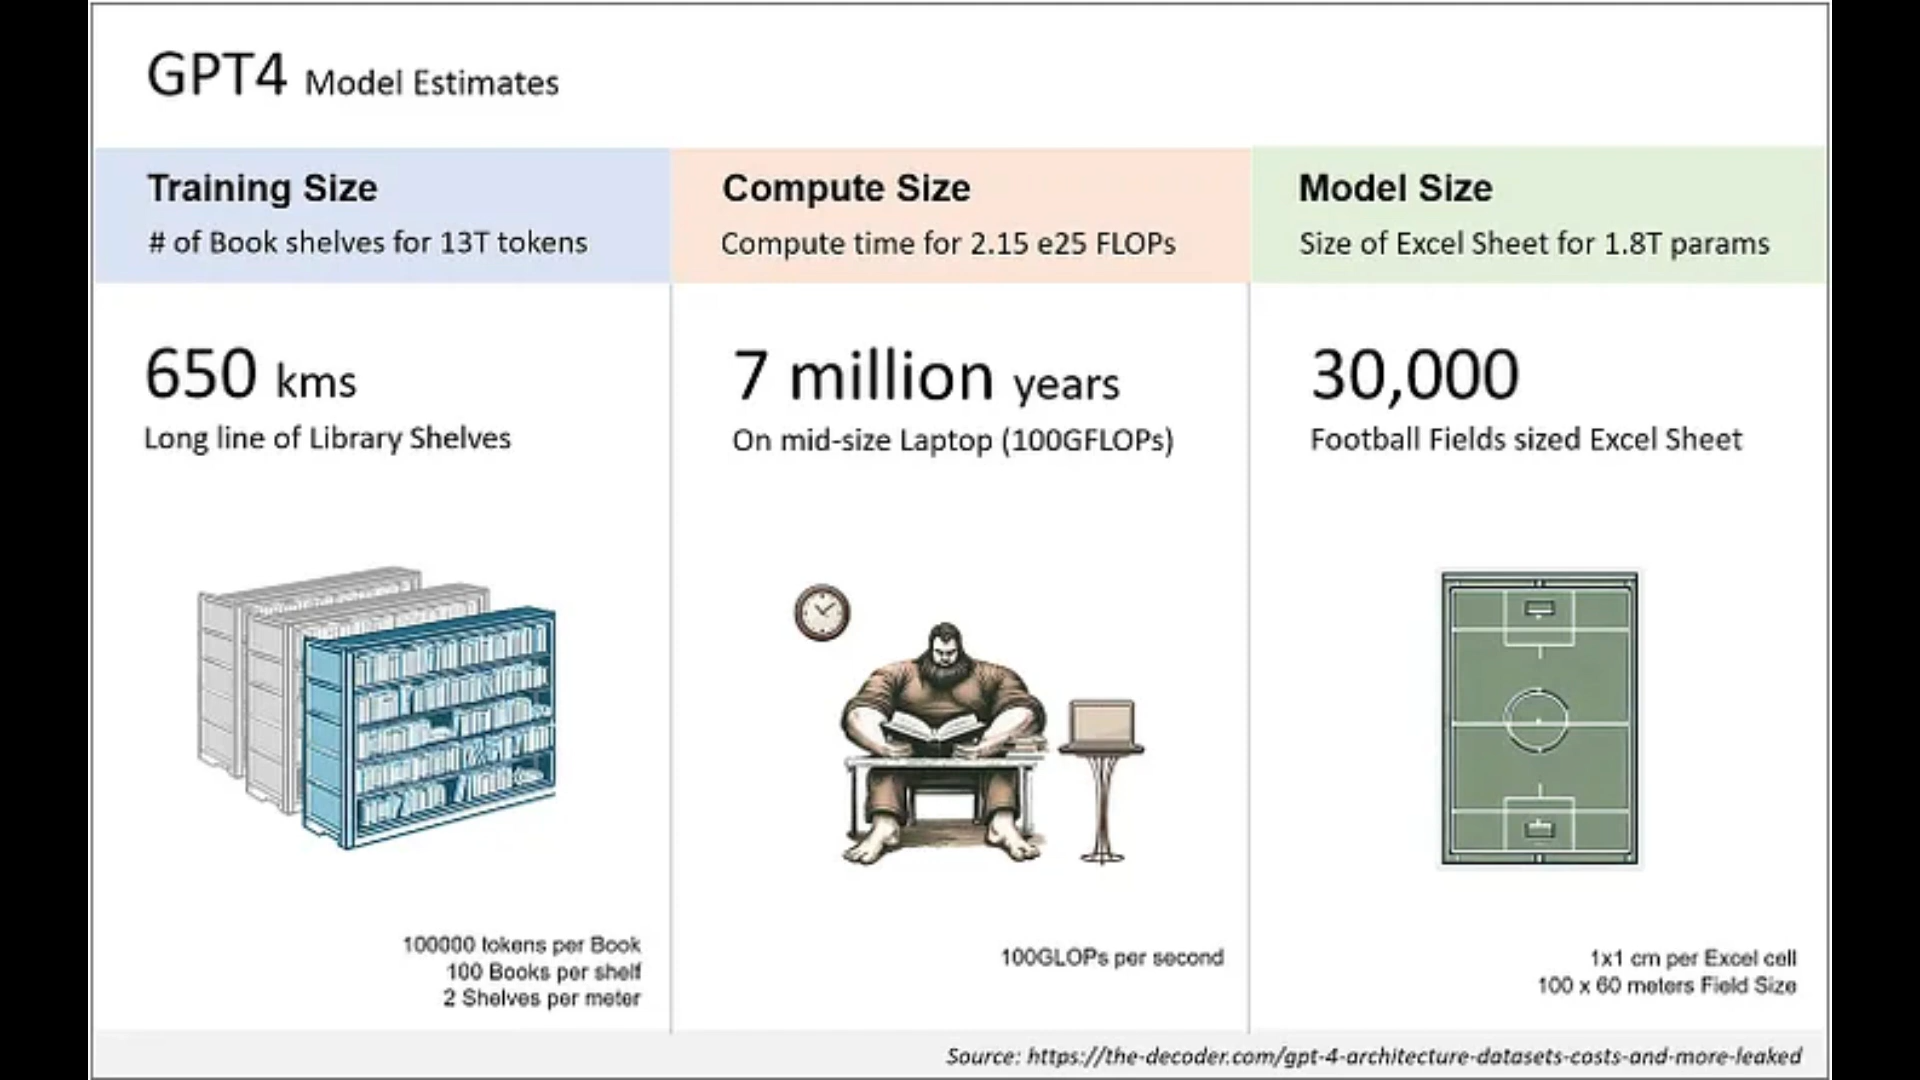 GPT4 Model Estimates
Training Size
# of Book shelves for 13T tokens
650 kms
Long line of Library Shelves
100000 tokens per Book
100 Books per shelf
2 Shelves per meter
Compute Size
Compute time for 2.15 e25 FLOPs
7 million years
On mid-size Laptop (100GFLOPs)
100GLOPs per second
Model Size
Size of Excel Sheet for 1.8T params
30,000
Football Fields sized Excel Sheet
1x1 cm per Excel cell
100 x 60 meters Field Size
Source: https://the-decoder.com/gpt-4-architecture-datasets-costs-and-more-leaked